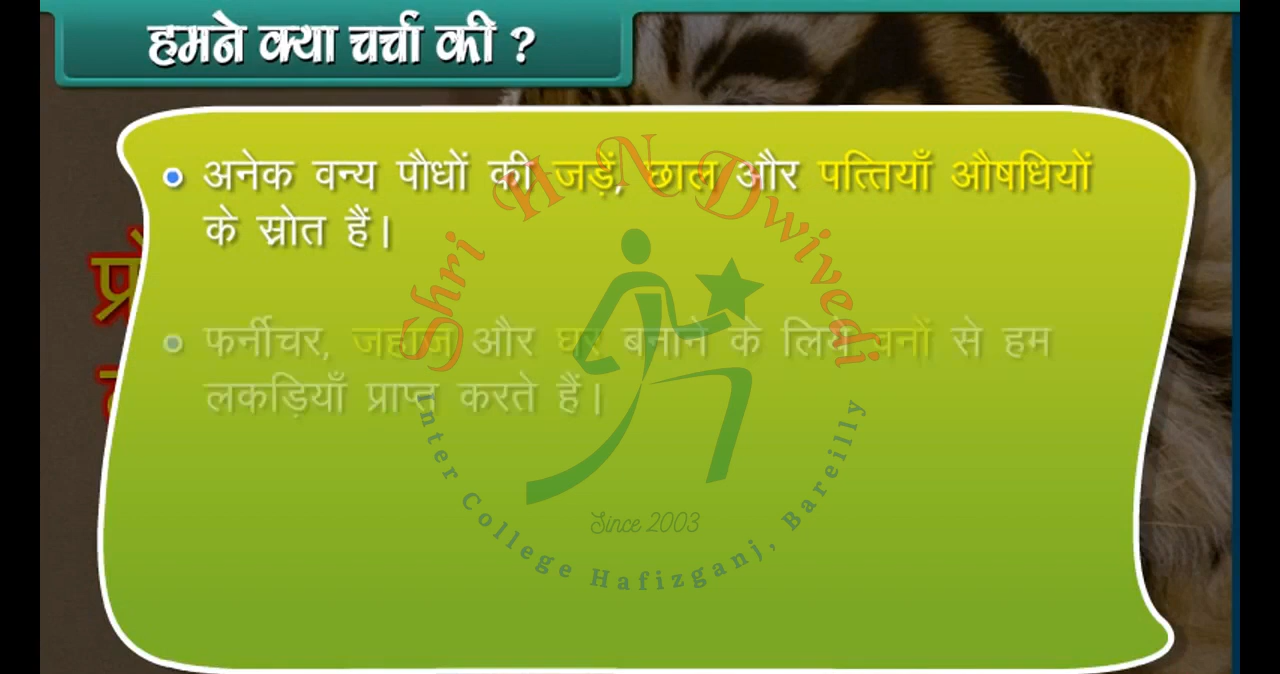 हमने क्या चर्चा की ?
अनेक वन्य पौधों की जड़ें, छाल और पत्तियाँ औषधियों
के स्रोत हैं।
फर्नीचर, जहाज और घर बनाने के लिये वनों से हम
लकड़ियाँ प्राप्त करते हैं।
Shri H N Dwivedi
Since 2003
Inter College Hafizganj, Bareilly